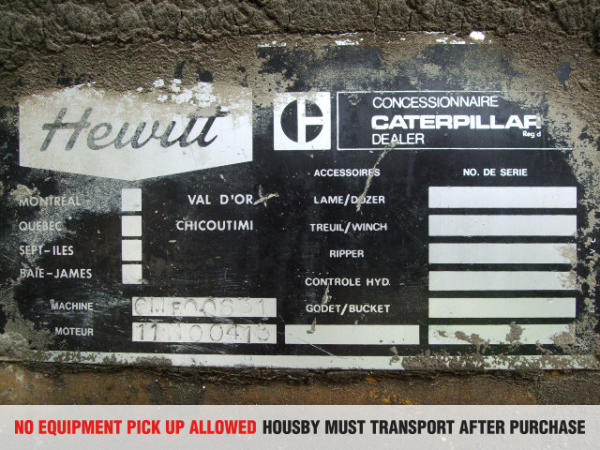 Hewitt
CONCESSIONNAIRE
CATERPILLAR
Reg'd
DEALER
ACCESSOIRES NO. DE SERIE
MONTREAL VAL D'OR LAME/DOZER
QUEBEC CHICOUTIMI TREUIL/WINCH
SEPT-ILES RIPPER
BAIE-JAMES CONTROLE HYD.
MACHINE GODET/BUCKET
MOTEUR
NO EQUIPMENT PICK UP ALLOWED HOUSBY MUST TRANSPORT AFTER PURCHASE